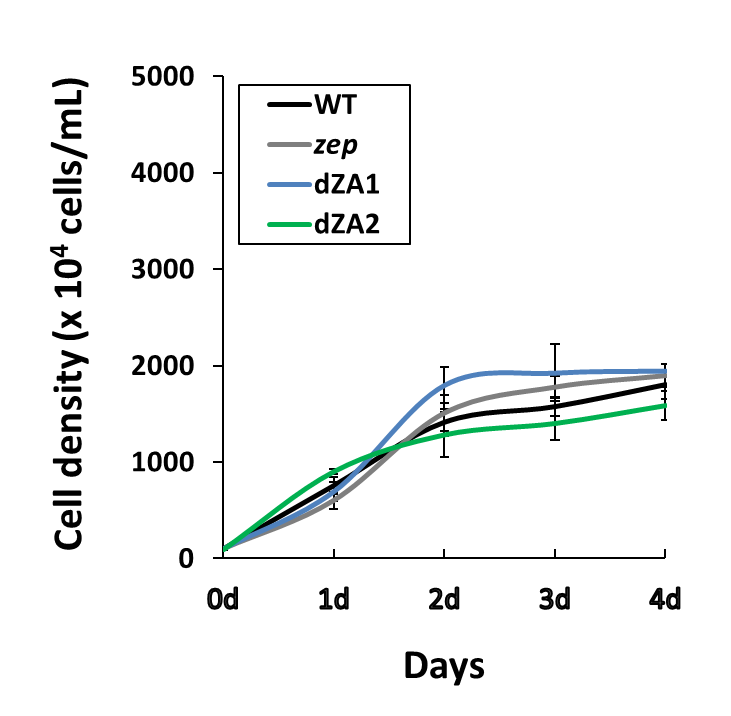 Cell density (x 10⁴ cells/mL)
5000
4000
3000
2000
1000
0
WT
zep
dZA1
dZA2
0d 1d 2d 3d 4d
Days